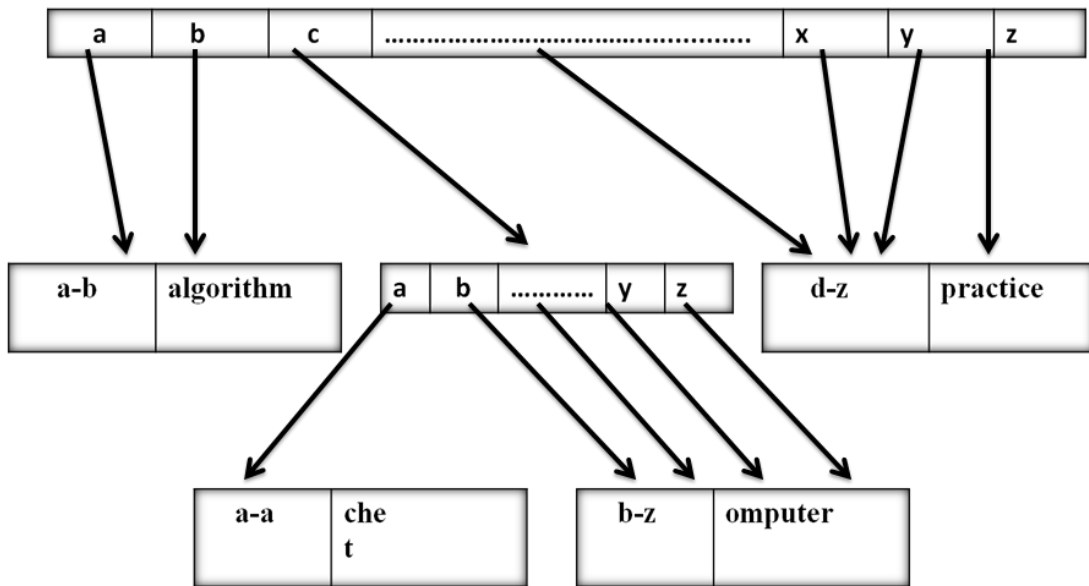 a b c …………………………………............. x y z
a-b algorithm
a b ………… y z
d-z practice
a-a che
t
b-z omputer